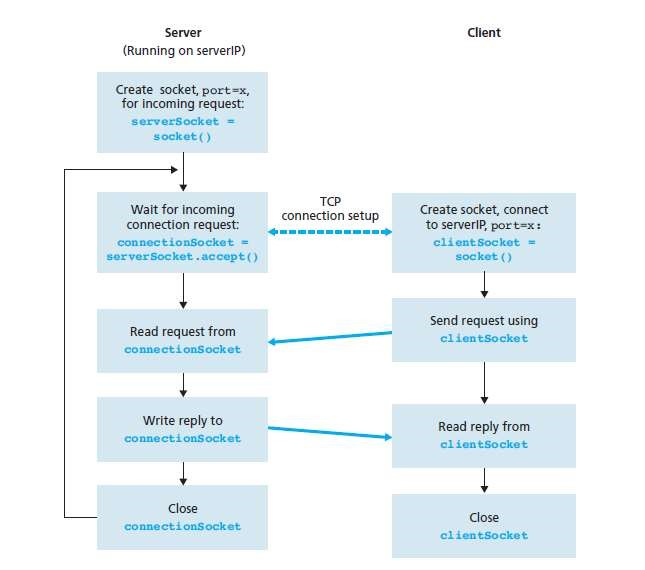 Server
(Running on serverIP)
Client
Create socket, port=x,
for incoming request:
serverSocket =
socket()
Wait for incoming
connection request:
connectionSocket =
serverSocket.accept()
TCP
connection setup
Create socket, connect
to serverIP, port=x:
clientSocket =
socket()
Read request from
connectionSocket
Send request using
clientSocket
Write reply to
connectionSocket
Read reply from
clientSocket
Close
connectionSocket
Close
clientSocket